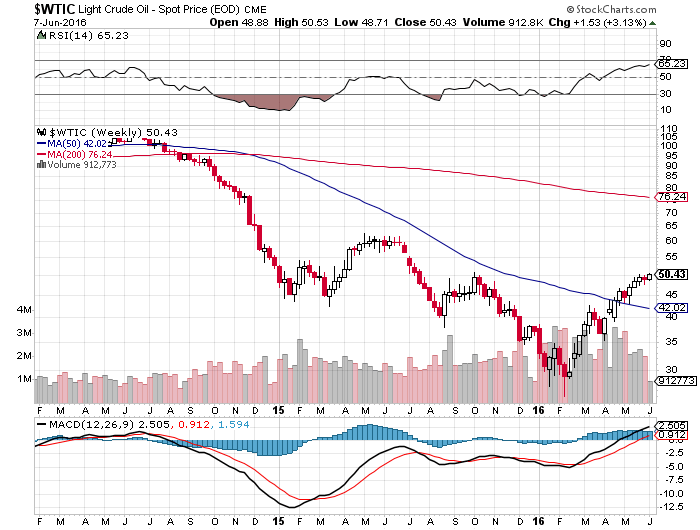 $WTIC Light Crude Oil - Spot Price (EOD) CME © StockCharts.com
7-Jun-2016 Open 48.88 High 50.53 Low 48.71 Close 50.43 Volume 912.8K Chg +1.53 (+3.13%)
RSI(14) 65.23
90
70
65.23
50
30
10
$WTIC (Weekly) 50.43
MA(50) 42.02
MA(200) 76.24
Volume 912,773
110
105
100
95
90
85
80
76.24
75
70
65
60
55
50.43
45
42.02
40
35
30
912773
4M
3M
2M
1M
F M A M J J A S O N D 15 F M A M J J A S O N D 16 F M A M J
MACD(12,26,9) 2.505, 0.912, 1.594
2.505
0.912
0.0
-2.5
-5.0
-7.5
-10.0
-12.5
F M A M J J A S O N D 15 F M A M J J A S O N D 16 F M A M J